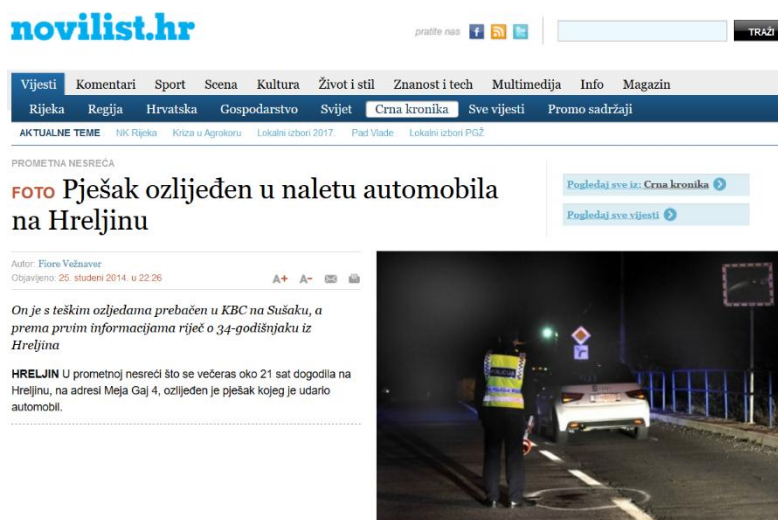 novilist.hr
pratite nas
TRAŽI
Vijesti Komentari Sport Scena Kultura Život i stil Znanost i tech Multimedija Info Magazin
Rijeka Regija Hrvatska Gospodarstvo Svijet Crna kronika Sve vijesti Promo sadržaji
AKTUALNE TEME NK Rijeka Kriza u Agrokoru Lokalni izbori 2017. Pad Vlade Lokalni izbori PGŽ
PROMETNA NESREĆA
FOTO Pješak ozlijeđen u naletu automobila
na Hreljinu
Pogledaj sve iz: Crna kronika
Pogledaj sve vijesti
Autor: Fiore Vežnaver
Objavljeno: 25. studeni 2014. u 22:26
A+ A-
On je s teškim ozljedama prebačen u KBC na Sušaku, a
prema prvim informacijama riječ o 34-godišnjaku iz
Hreljina
HRELJIN U prometnoj nesreći što se večeras oko 21 sat dogodila na
Hreljinu, na adresi Meja Gaj 4, ozlijeđen je pješak kojeg je udario
automobil.
POLICIJA